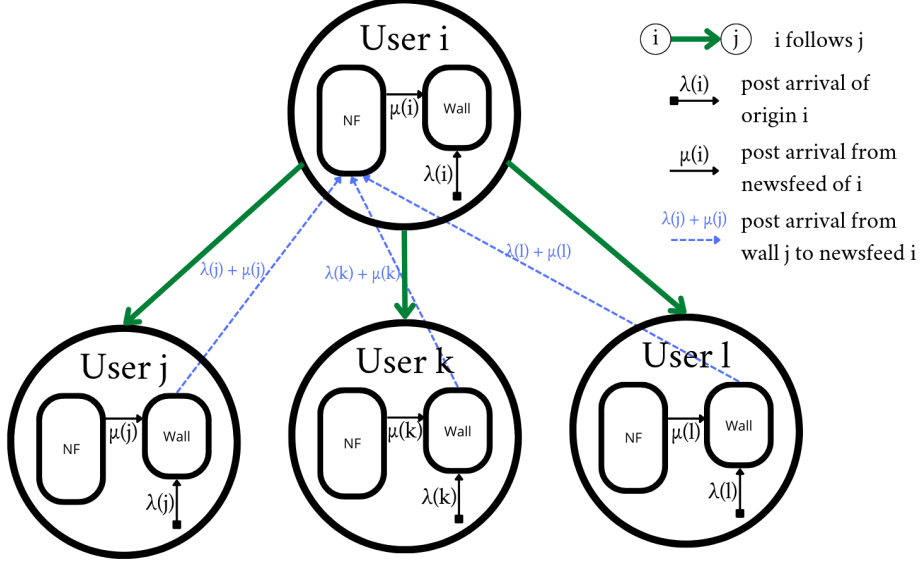 User i
NF
μ(i)
Wall
λ(i)
i
j
i follows j
λ(i)
post arrival of
origin i
μ(i)
post arrival from
newsfeed of i
λ(j) + μ(j)
post arrival from
wall j to newsfeed i
λ(j) + μ(j)
λ(k) + μ(k)
λ(l) + μ(l)
User j
NF
μ(j)
Wall
λ(j)
User k
NF
μ(k)
Wall
λ(k)
User l
NF
μ(l)
Wall
λ(l)